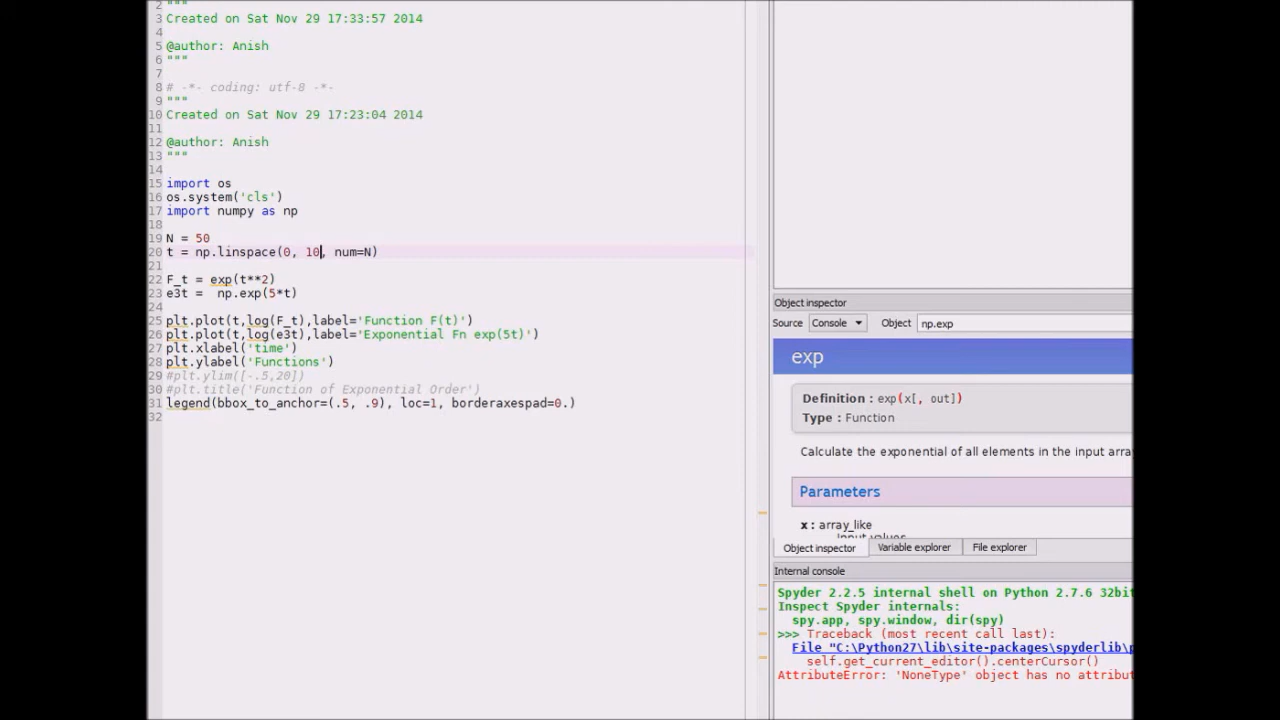 2 """
3 Created on Sat Nov 29 17:33:57 2014
4
5 @author: Anish
6 """
7
8 # -*- coding: utf-8 -*-
9 """
10 Created on Sat Nov 29 17:23:04 2014
11
12 @author: Anish
13 """
14
15 import os
16 os.system('cls')
17 import numpy as np
18
19 N = 50
20 t = np.linspace(0, 10, num=N)
21
22 F_t = exp(t**2)
23 e3t =  np.exp(5*t)
24
25 plt.plot(t,log(F_t),label='Function F(t)')
26 plt.plot(t,log(e3t),label='Exponential Fn exp(5t)')
27 plt.xlabel('time')
28 plt.ylabel('Functions')
29 #plt.ylim([-.5,20])
30 #plt.title('Function of Exponential Order')
31 legend(bbox_to_anchor=(.5, .9), loc=1, borderaxespad=0.)
32
Object inspector
Source Console Object np.exp
exp
Definition : exp(x[, out])
Type : Function
Calculate the exponential of all elements in the input arra
Parameters
x : array_like
Input values
Object inspector Variable explorer File explorer
Internal console
Spyder 2.2.5 internal shell on Python 2.7.6 32bit
Inspect Spyder internals:
spy.app, spy.window, dir(spy)
>>> Traceback (most recent call last):
File "C:\Python27\lib\site-packages\spyderlib\p
self.get_current_editor().centerCursor()
AttributeError: 'NoneType' object has no attribut